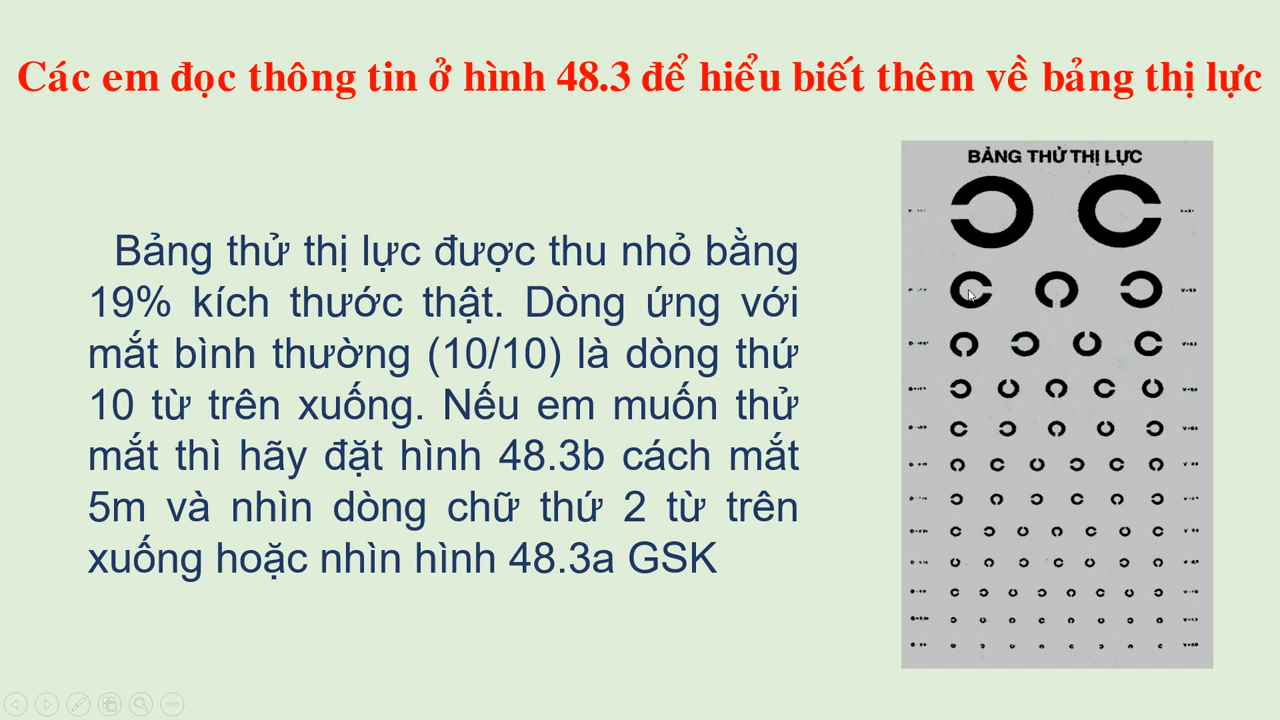 Các em đọc thông tin ở hình 48.3 để hiểu biết thêm về bảng thị lực
BẢNG THỬ THỊ LỰC
Bảng thử thị lực được thu nhỏ bằng
19% kích thước thật. Dòng ứng với
mắt bình thường (10/10) là dòng thứ
10 từ trên xuống. Nếu em muốn thử
mắt thì hãy đặt hình 48.3b cách mắt
5m và nhìn dòng chữ thứ 2 từ trên
xuống hoặc nhìn hình 48.3a GSK